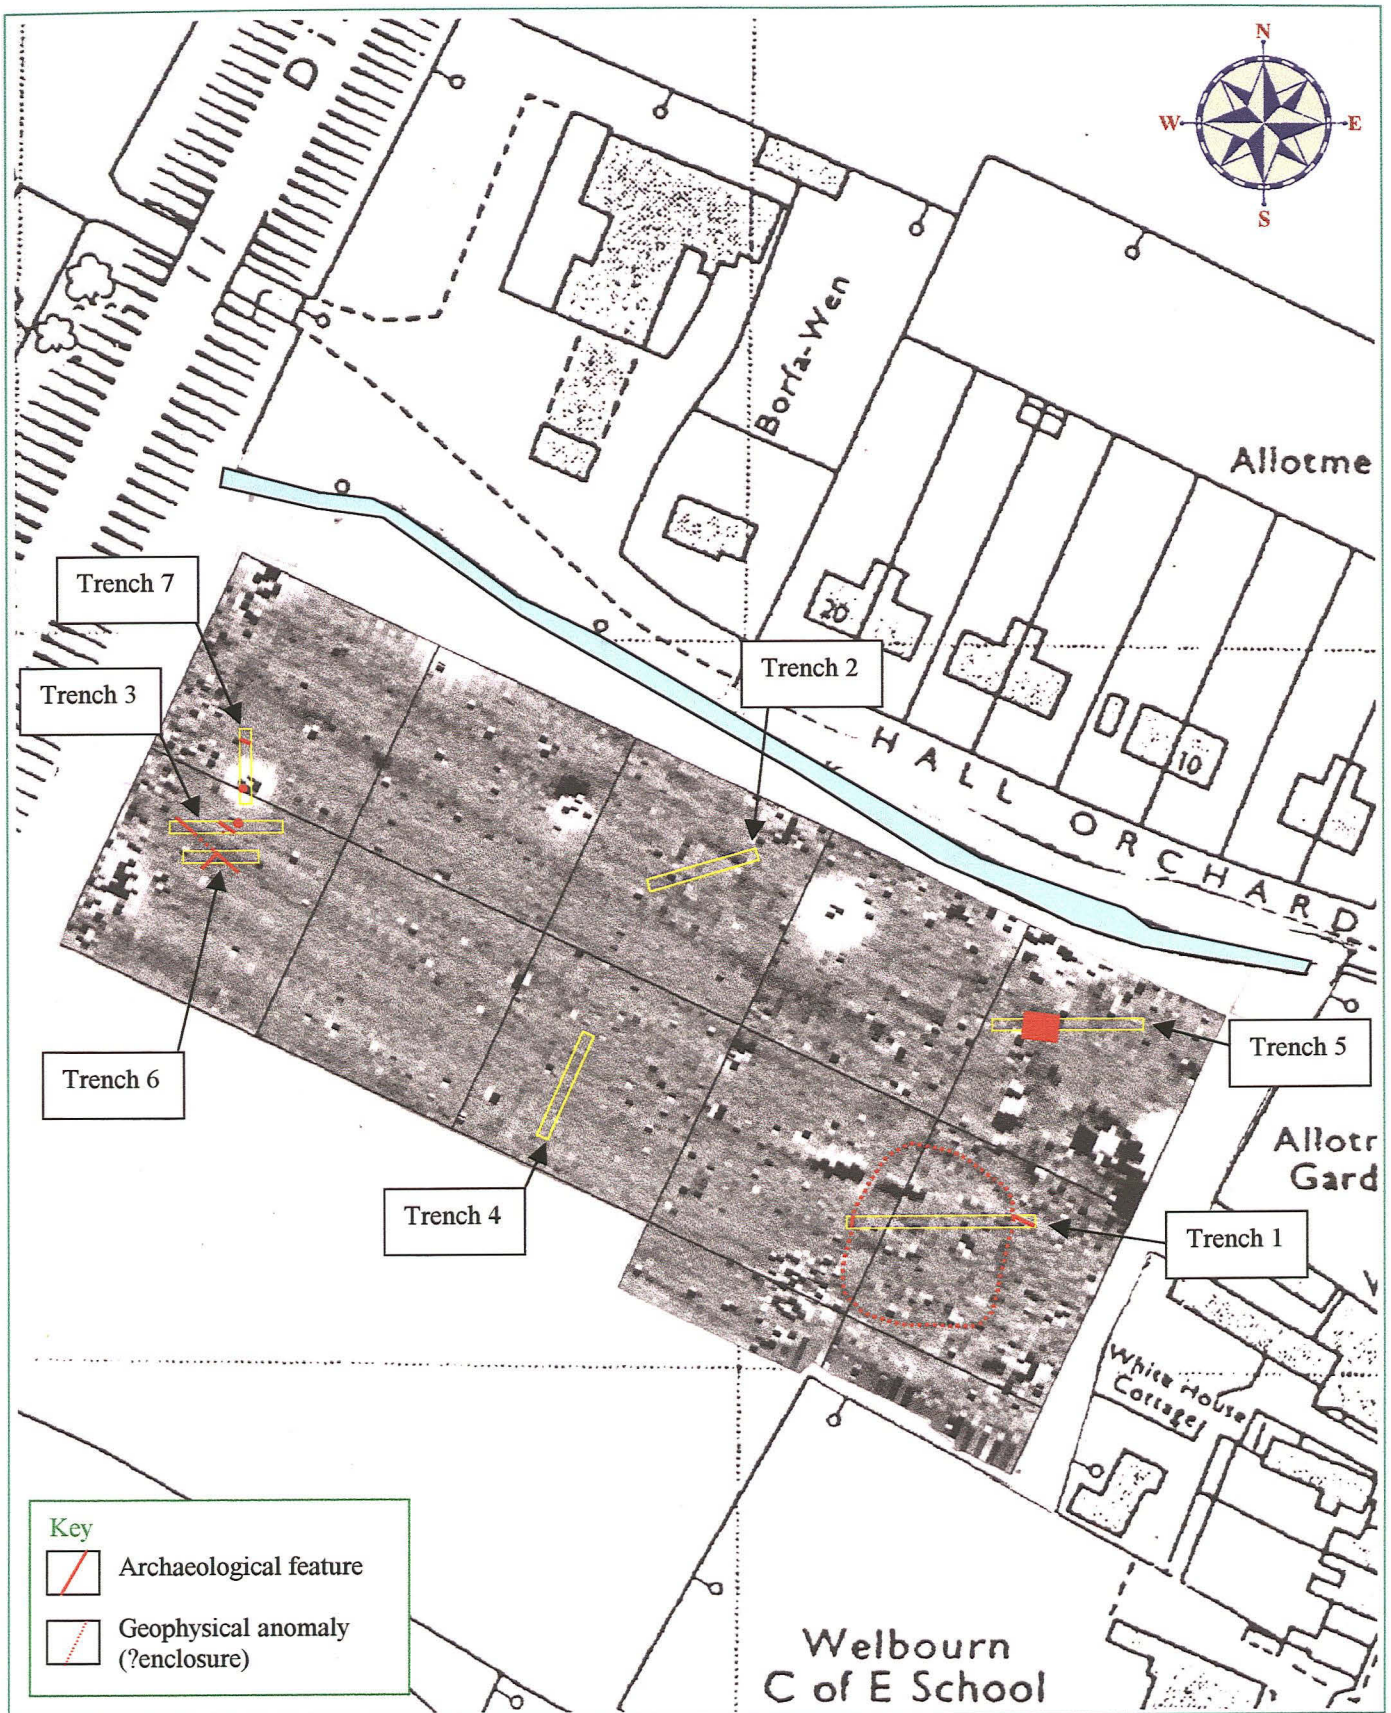 N
W E
S
D
Borfa-Wen
Allotme
20
10
HALL ORCHARD
Trench 7
Trench 3
Trench 2
Trench 6
Trench 5
Trench 4
Trench 1
Allotr
Gard
White House
Cottage
Key
Archaeological feature
Geophysical anomaly
(?enclosure)
Welbourn
C of E School